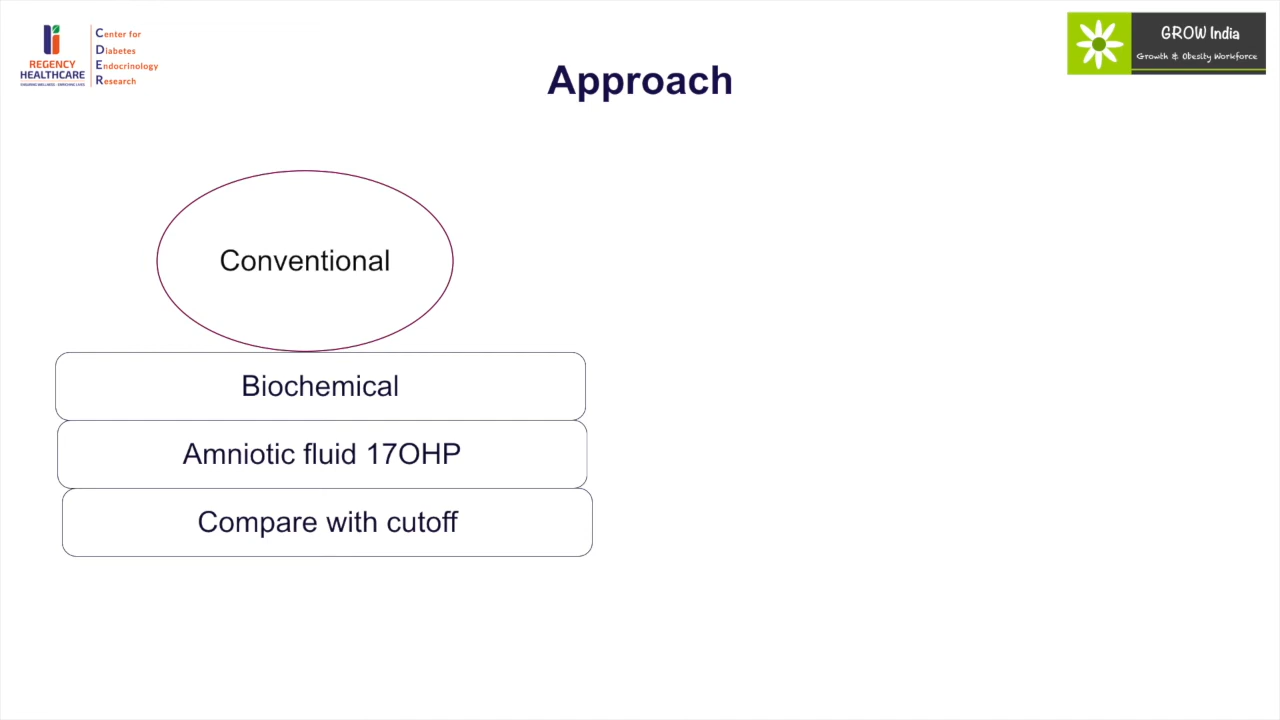 REGENCY
HEALTHCARE
Center for
Diabetes
Endocrinology
Research
GROW India
Growth & Obesity Workforce
Approach
Conventional
Biochemical
Amniotic fluid 17OHP
Compare with cutoff